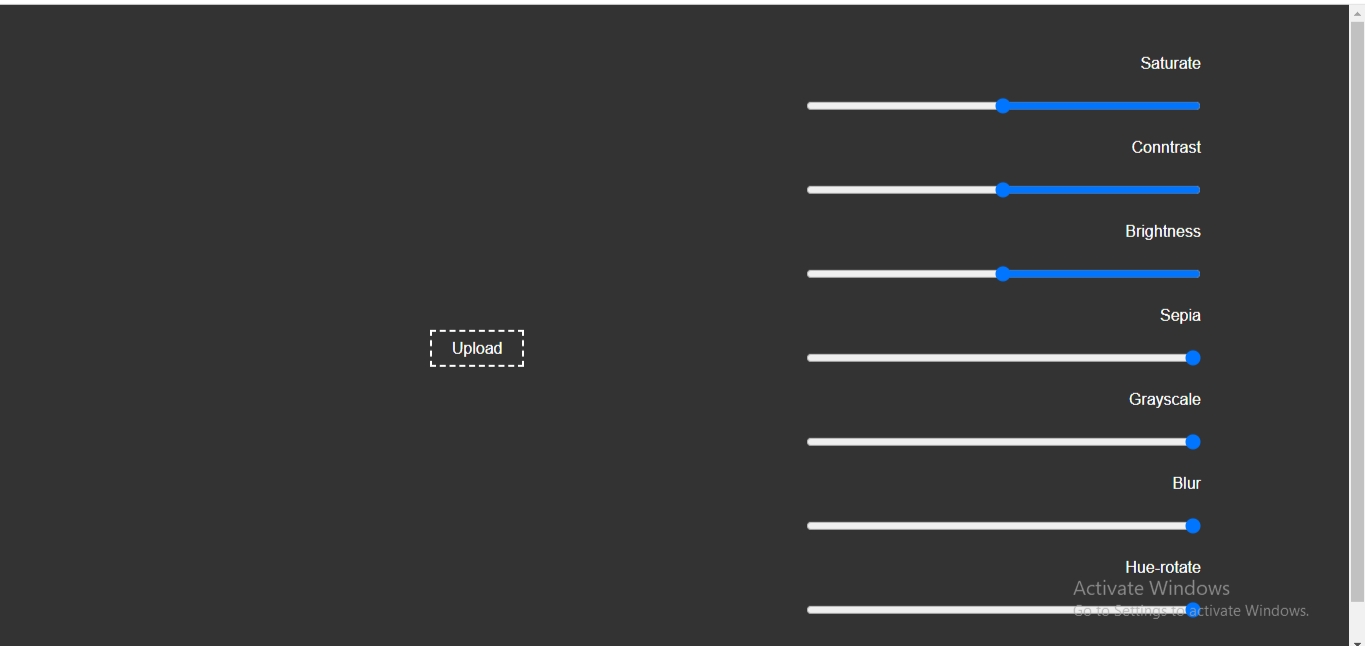 Saturate
Conntrast
Brightness
Sepia
Upload
Grayscale
Blur
Hue-rotate
Activate Windows
Go to Settings to activate Windows.